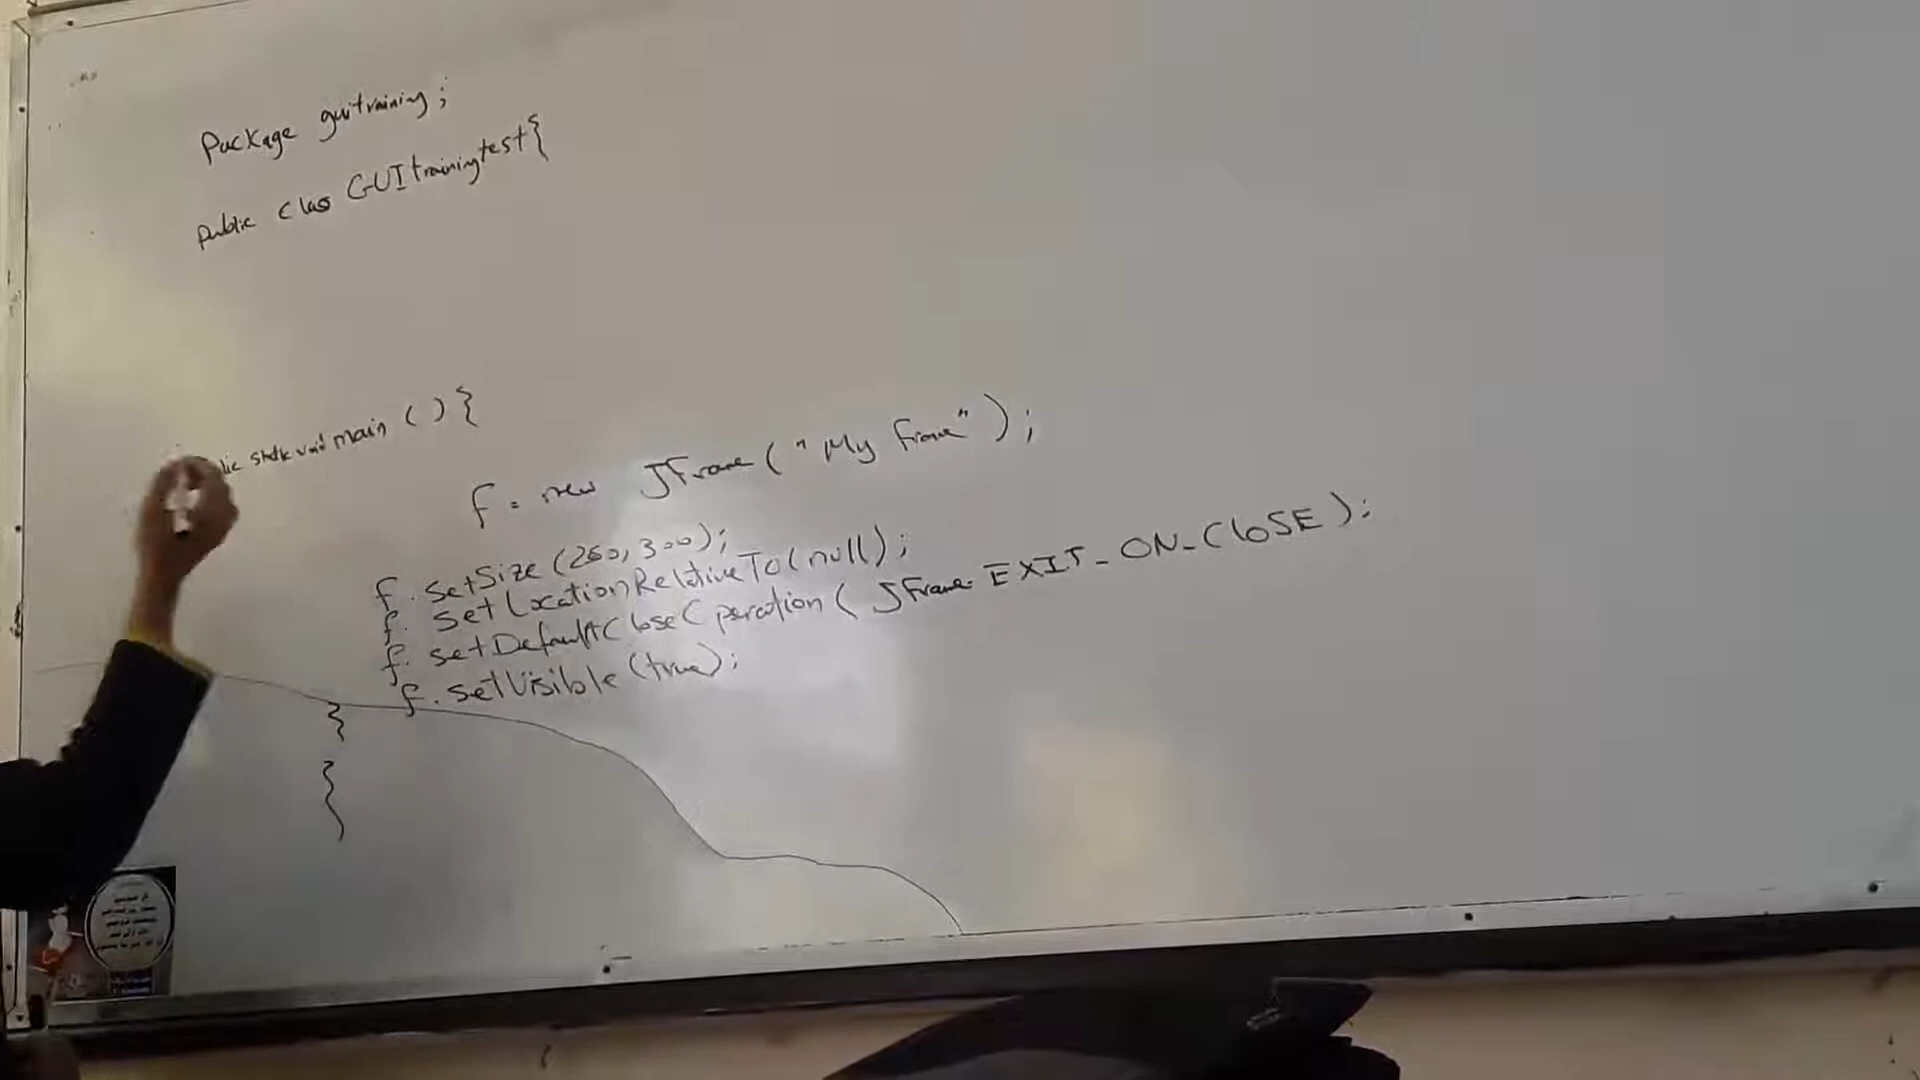 Package guitraining;
public class GUItrainingtest{
lic static void main ( ) {
f = new JFrame ( " My Frame " ) ;
f. setSize (250, 300);
f. setLocationRelativeTo(null);
f. setDefaultCloseOperation ( JFrame. EXIT_ON_CloSE ) ;
f. setVisible (true);
}
}